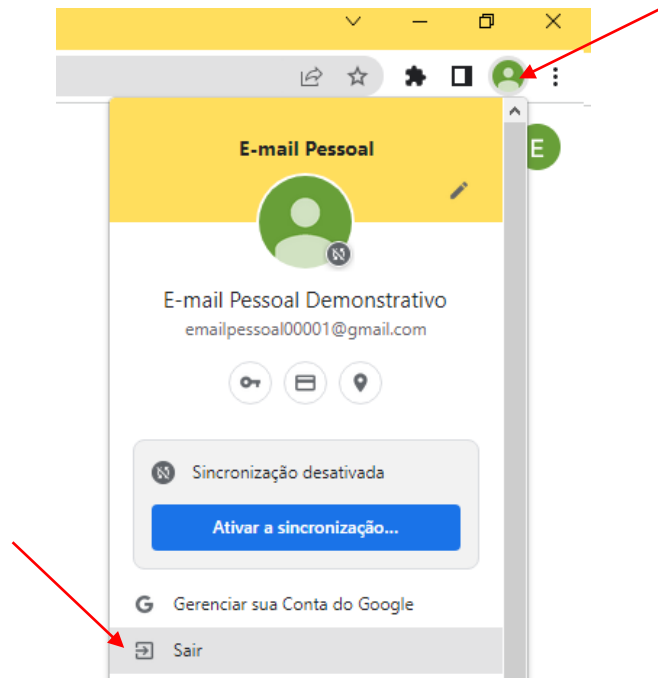 E-mail Pessoal
E
E-mail Pessoal Demonstrativo
emailpessoal00001@gmail.com
Sincronização desativada
Ativar a sincronização...
G Gerenciar sua Conta do Google
Sair